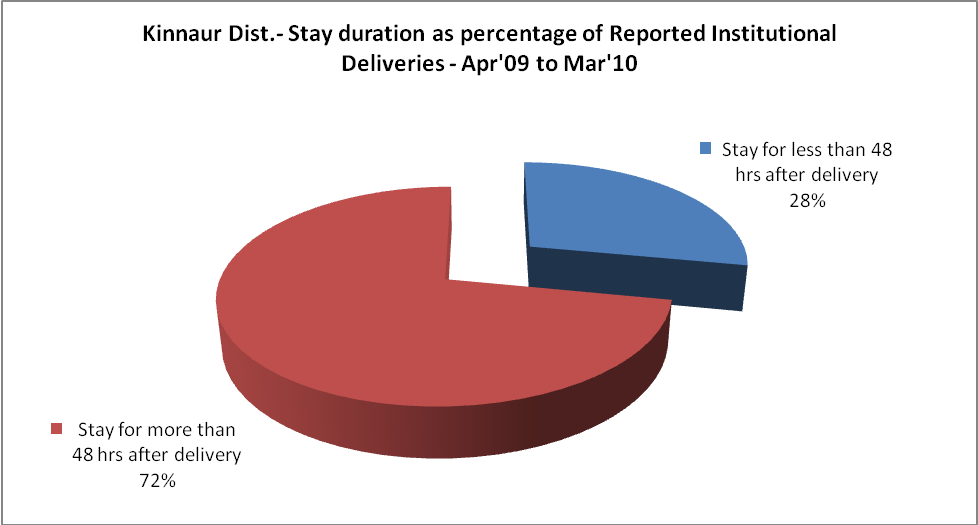 Kinnaur Dist.- Stay duration as percentage of Reported Institutional
Deliveries - Apr'09 to Mar'10
Stay for less than 48
hrs after delivery
28%
Stay for more than
48 hrs after delivery
72%